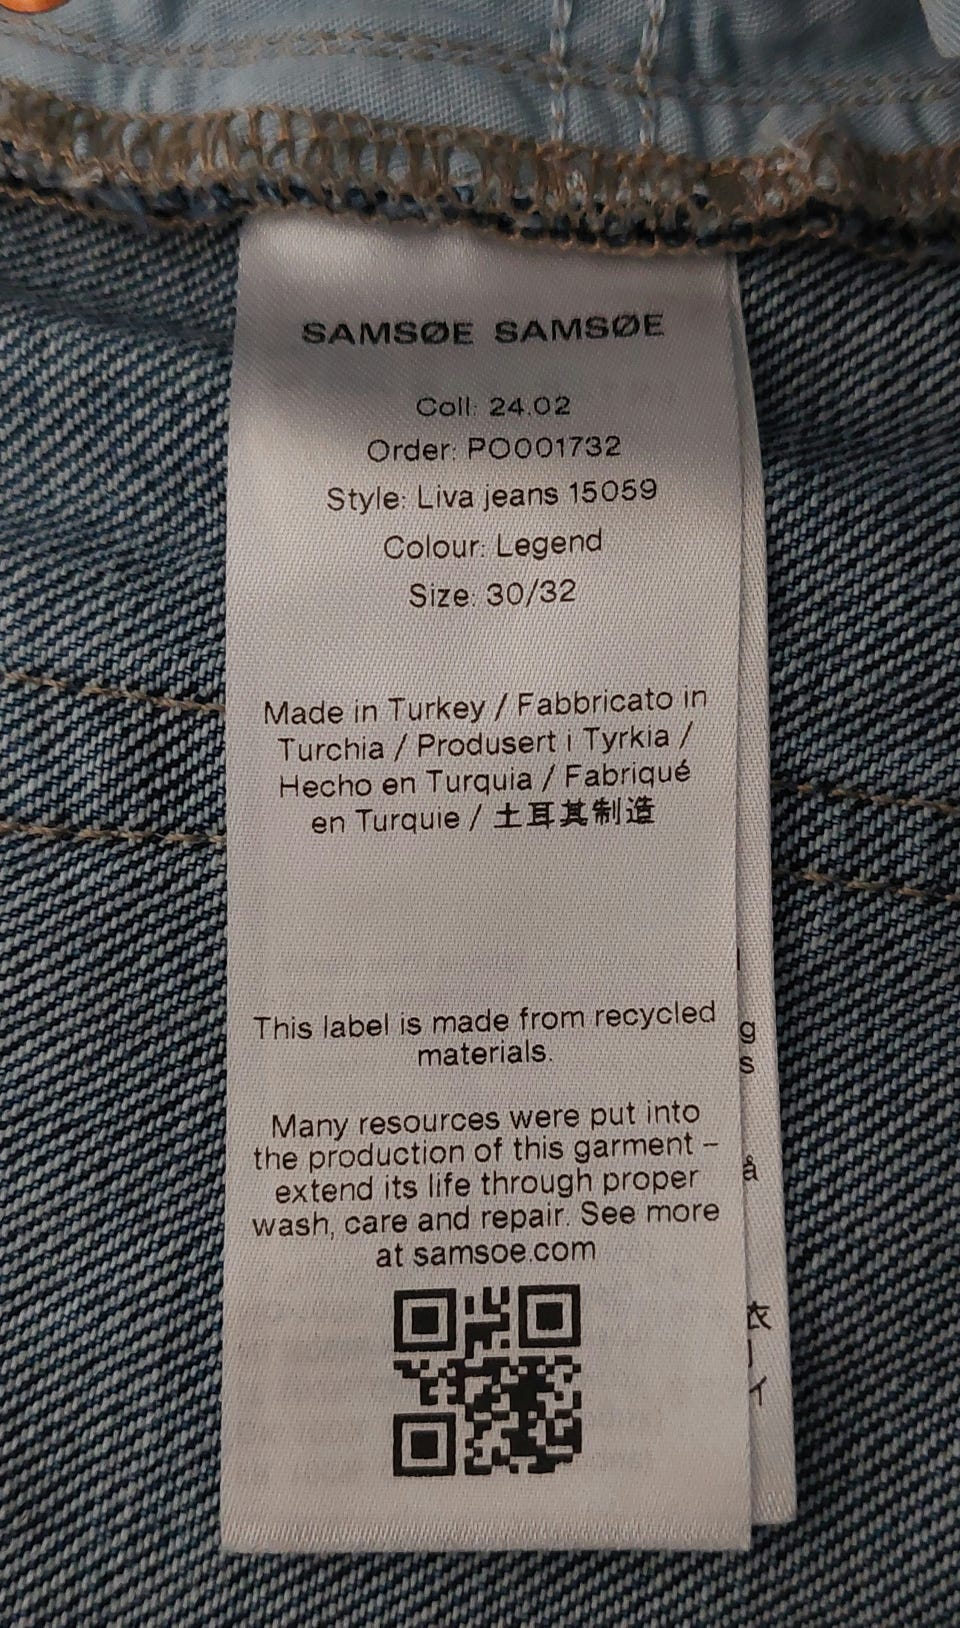 SAMSØE SAMSØE
Coll: 24.02
Order: PO001732
Style: Liva jeans 15059
Colour: Legend
Size: 30/32
Made in Turkey / Fabbricato in
Turchia / Produsert i Tyrkia /
Hecho en Turquia / Fabriqué
en Turquie / 土耳其制造
This label is made from recycled
materials.
Many resources were put into
the production of this garment –
extend its life through proper
wash, care and repair. See more
at samsoe.com
g
s
å
衣
イ